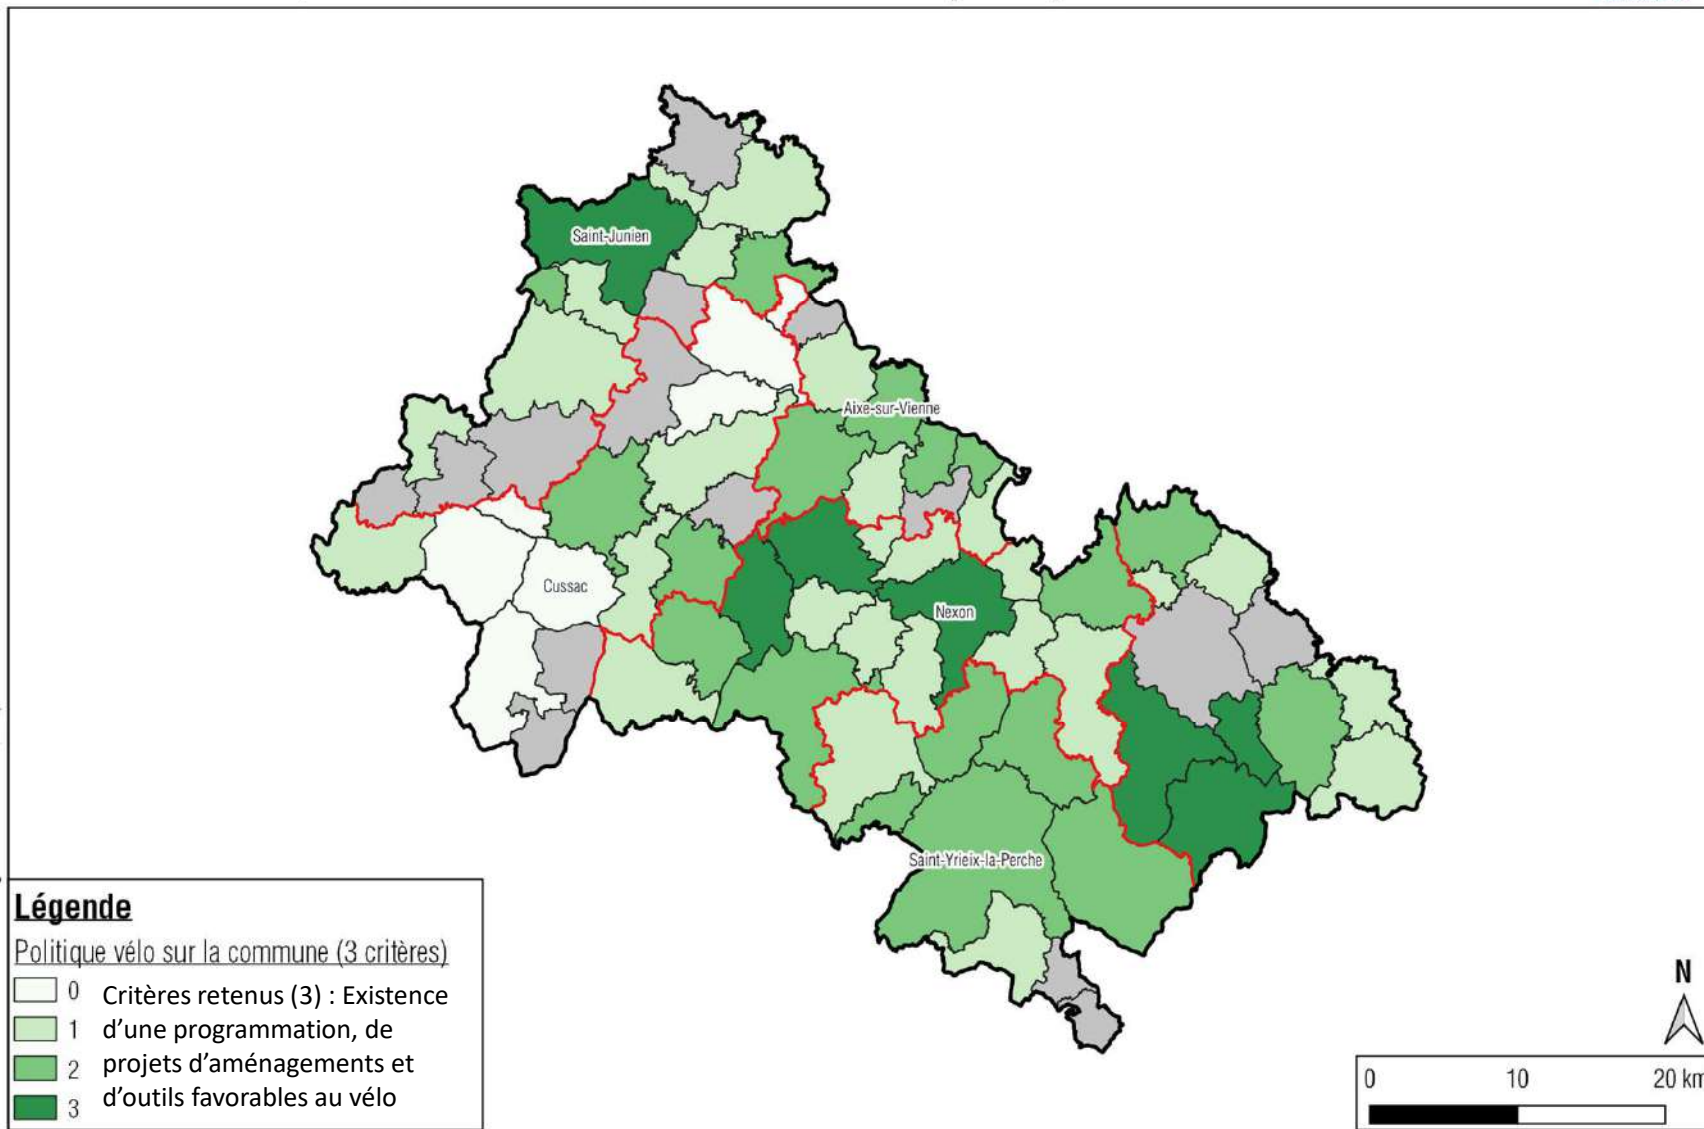 Saint-Junien
Aixe-sur-Vienne
Cussac
Nexon
Saint-Yrieix-la-Perche
Légende
Politique vélo sur la commune (3 critères)
0
1
2
3
Critères retenus (3) : Existence
d'une programmation, de
projets d'aménagements et
d'outils favorables au vélo
N
0 10 20 km